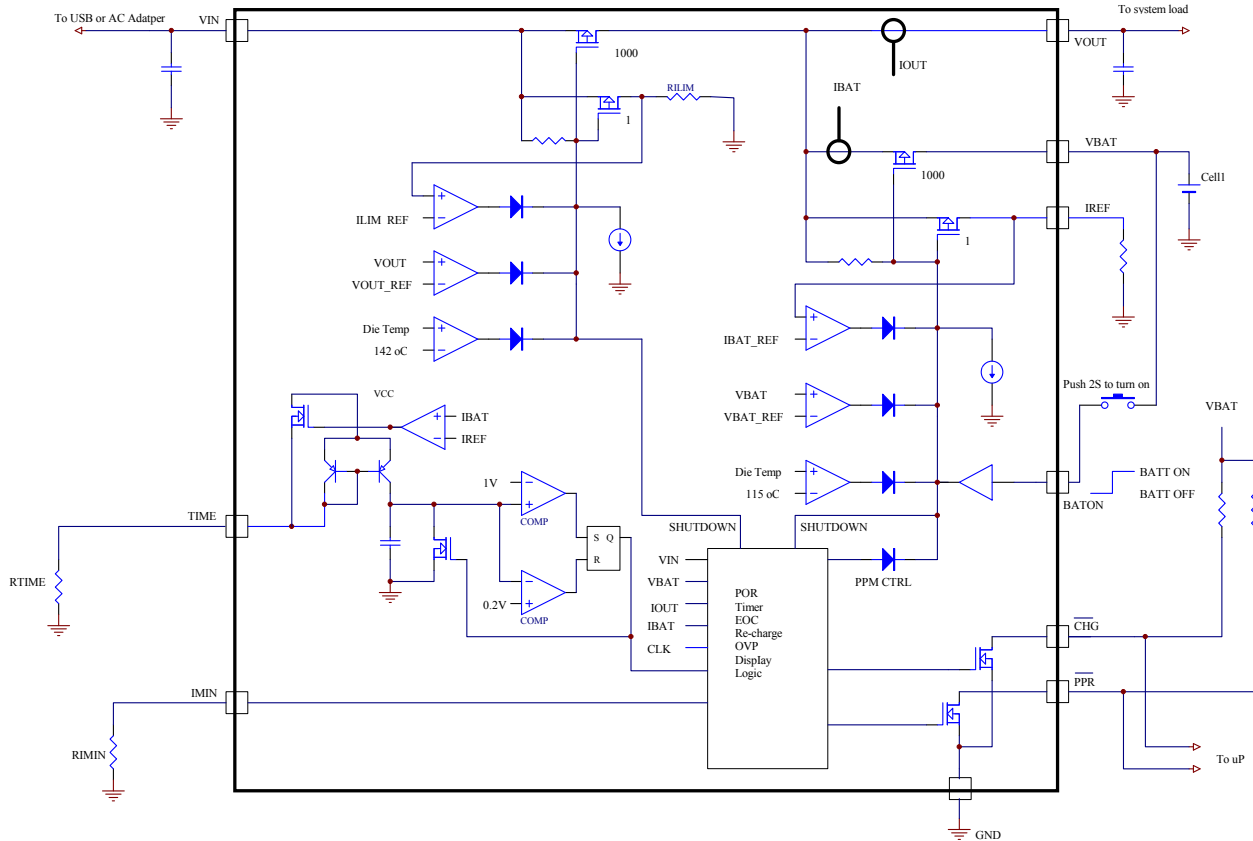 To USB or AC Adatper
VIN
To system load
VOUT
1000
IOUT
IBAT
RILIM
1
VBAT
1000
Cell1
ILIM_REF
IREF
1
VOUT
VOUT_REF
Die Temp
142 oC
IBAT_REF
VCC
IBAT
IREF
VBAT
VBAT_REF
Push 2S to turn on
VBAT
1V
COMP
Die Temp
115 oC
BATT ON
BATT OFF
BATON
TIME
SHUTDOWN
SHUTDOWN
S Q
R
RTIME
0.2V
COMP
VIN
VBAT
IOUT
IBAT
CLK
PPM CTRL
POR
Timer
EOC
Re-charge
OVP
DispIay
Logic
CHG
PPR
IMIN
RIMIN
To uP
GND